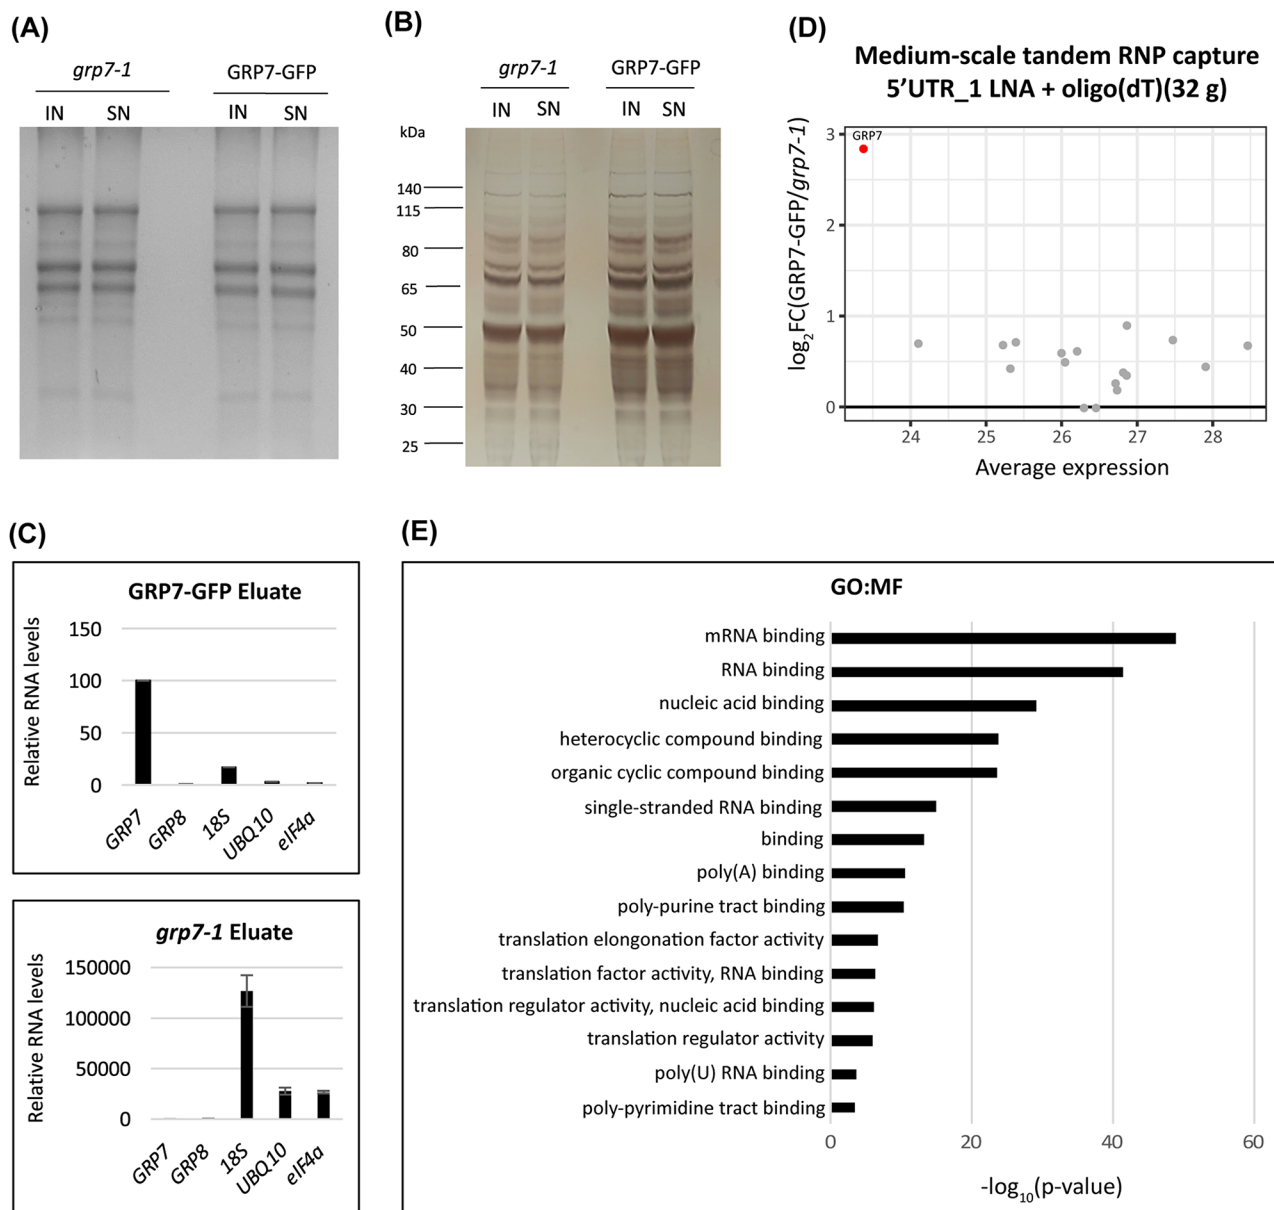 (A)
grp7-1 GRP7-GFP
IN SN IN SN
(B)
grp7-1 GRP7-GFP
IN SN IN SN
kDa
140
115
80
65
50
40
30
25
(D)
Medium-scale tandem RNP capture
5'UTR_1 LNA + oligo(dT)(32 g)
log2FC(GRP7-GFP/grp7-1)
3
2
1
0
GRP7
24 25 26 27 28
Average expression
(C)
GRP7-GFP Eluate
Relative RNA levels
150
100
50
0
GRP7 GRP8 18S UBQ10 eIF4a
grp7-1 Eluate
Relative RNA levels
150000
100000
50000
0
GRP7 GRP8 18S UBQ10 eIF4a
(E)
GO:MF
mRNA binding
RNA binding
nucleic acid binding
heterocyclic compound binding
organic cyclic compound binding
single-stranded RNA binding
binding
poly(A) binding
poly-purine tract binding
translation elongonation factor activity
translation factor activity, RNA binding
translation regulator activity, nucleic acid binding
translation regulator activity
poly(U) RNA binding
poly-pyrimidine tract binding
0 20 40 60
-log10(p-value)